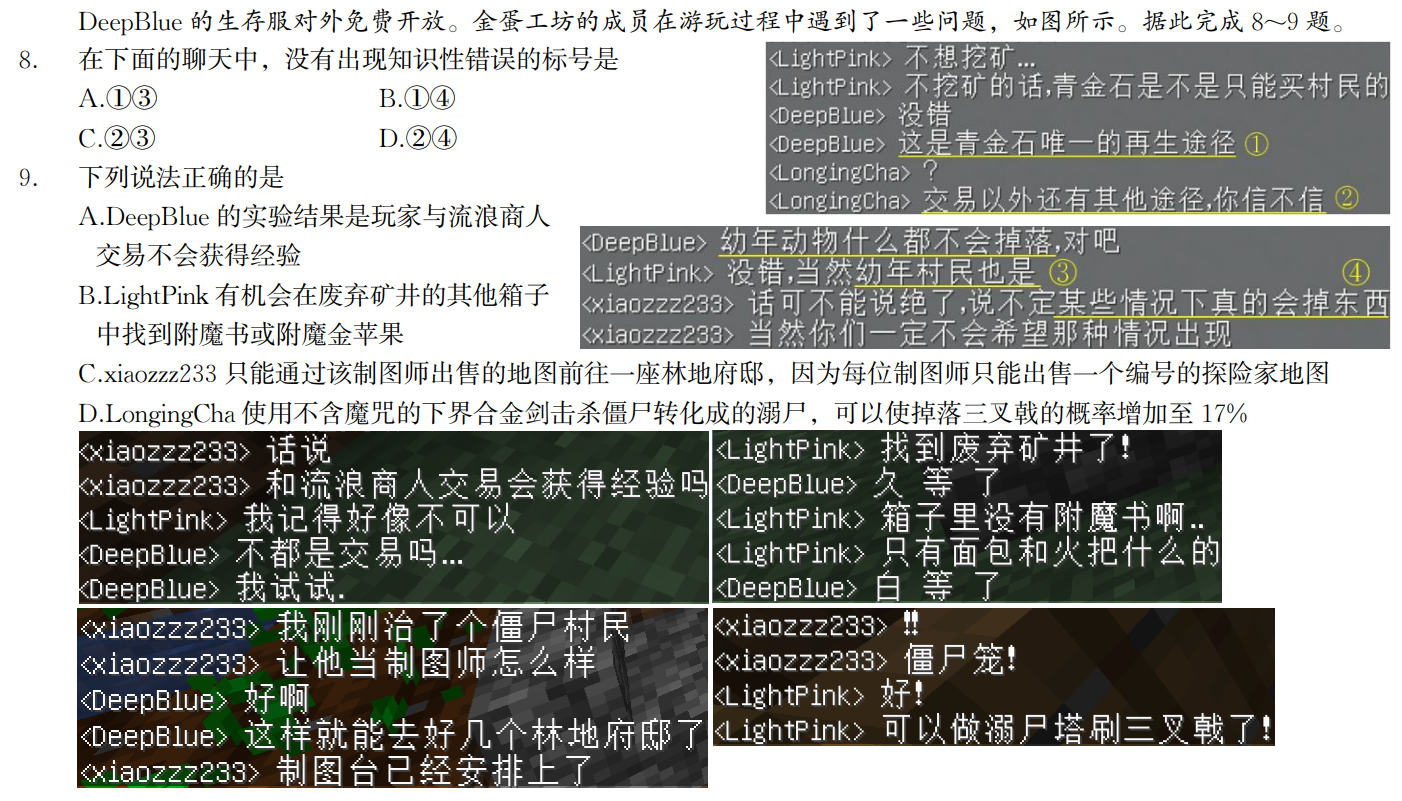 DeepBlue 的生存服对外免费开放。金蛋工坊的成员在游玩过程中遇到了一些问题，如图所示。据此完成 8～9 题。
8. 在下面的聊天中，没有出现知识性错误的标号是
A.①③ B.①④
C.②③ D.②④
<LightPink> 不想挖矿…
<LightPink> 不挖矿的话,青金石是不是只能买村民的
<DeepBlue> 没错
<DeepBlue> 这是青金石唯一的再生途径 ①
<LongingCha> ?
<LongingCha> 交易以外还有其他途径,你信不信 ②
9. 下列说法正确的是
A.DeepBlue 的实验结果是玩家与流浪商人
交易不会获得经验
B.LightPink 有机会在废弃矿井的其他箱子
中找到附魔书或附魔金苹果
<DeepBlue> 幼年动物什么都不会掉落,对吧
<LightPink> 没错,当然幼年村民也是 ③ ④
<xiaozzz233> 话可不能说绝了,说不定某些情况下真的会掉东西
<xiaozzz233> 当然你们一定不会希望那种情况出现
C.xiaozzz233 只能通过该制图师出售的地图前往一座林地府邸，因为每位制图师只能出售一个编号的探险家地图
D.LongingCha 使用不含魔咒的下界合金剑击杀僵尸转化成的溺尸，可以使掉落三叉戟的概率增加至 17%
<xiaozzz233> 话说
<xiaozzz233> 和流浪商人交易会获得经验吗
<LightPink> 我记得好像不可以
<DeepBlue> 不都是交易吗…
<DeepBlue> 我试试.
<LightPink> 找到废弃矿井了!
<DeepBlue> 久 等 了
<LightPink> 箱子里没有附魔书啊..
<LightPink> 只有面包和火把什么的
<DeepBlue> 白 等 了
<xiaozzz233> 我刚刚治了个僵尸村民
<xiaozzz233> 让他当制图师怎么样
<DeepBlue> 好啊
<DeepBlue> 这样就能去好几个林地府邸了
<xiaozzz233> 制图台已经安排上了
<xiaozzz233> !!
<xiaozzz233> 僵尸笼!
<LightPink> 好!
<LightPink> 可以做溺尸塔刷三叉戟了!